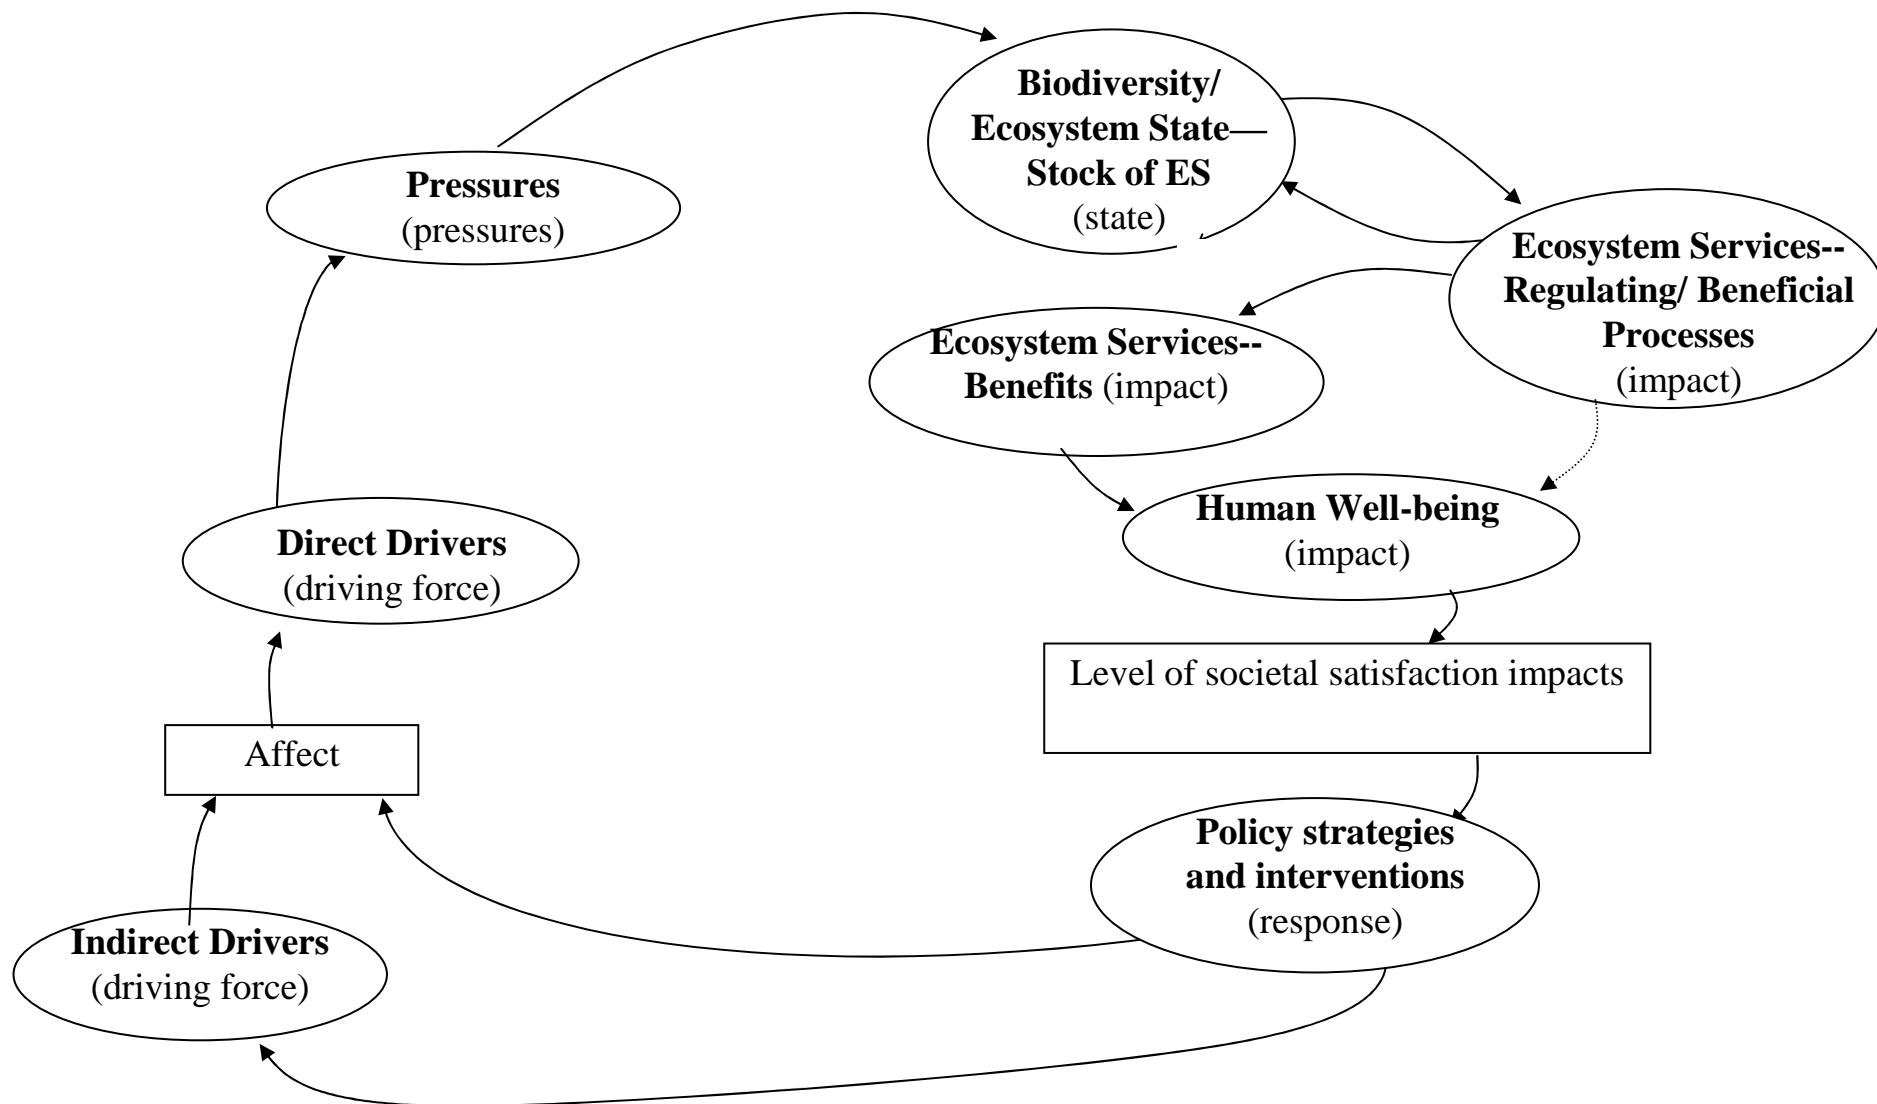 Biodiversity/
Ecosystem State—
Stock of ES
(state)
Pressures
(pressures)
Ecosystem Services--
Regulating/ Beneficial
Processes
(impact)
Ecosystem Services--
Benefits (impact)
Human Well-being
(impact)
Direct Drivers
(driving force)
Level of societal satisfaction impacts
Affect
Policy strategies
and interventions
(response)
Indirect Drivers
(driving force)